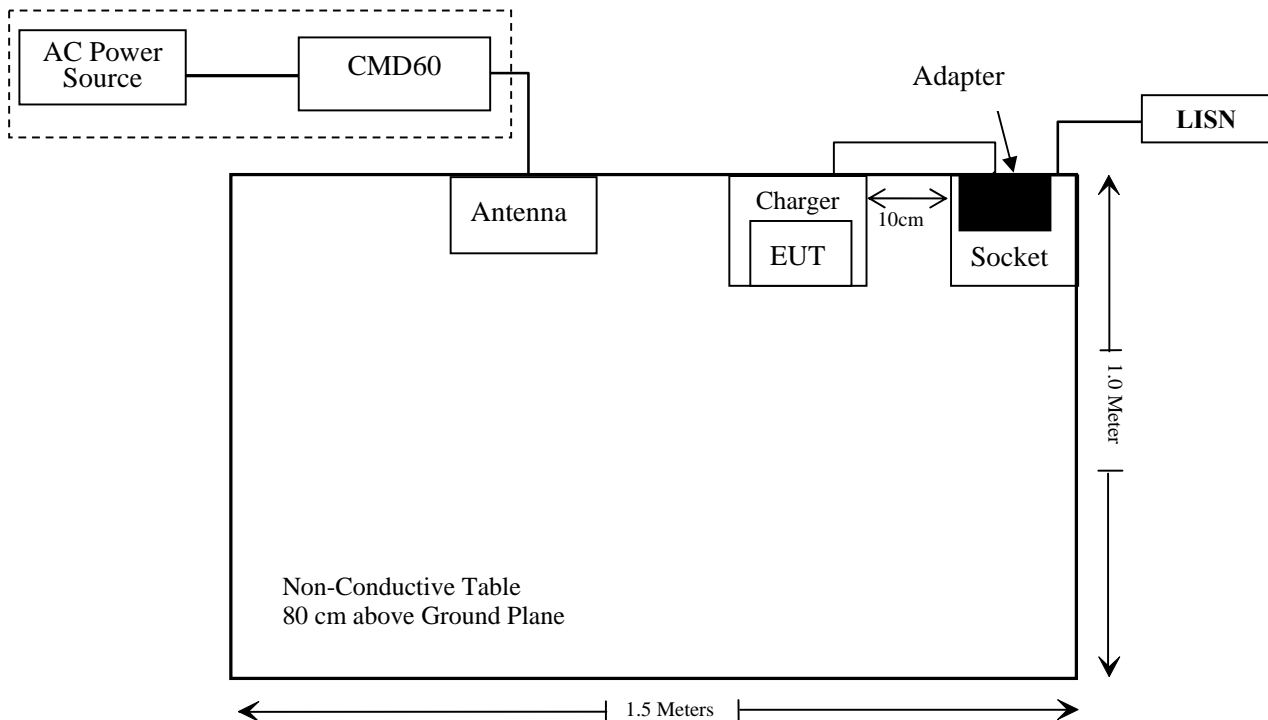 AC Power
Source
CMD60
Adapter
LISN
Antenna
Charger
EUT
10cm
Socket
1.0 Meter
Non-Conductive Table
80 cm above Ground Plane
1.5 Meters